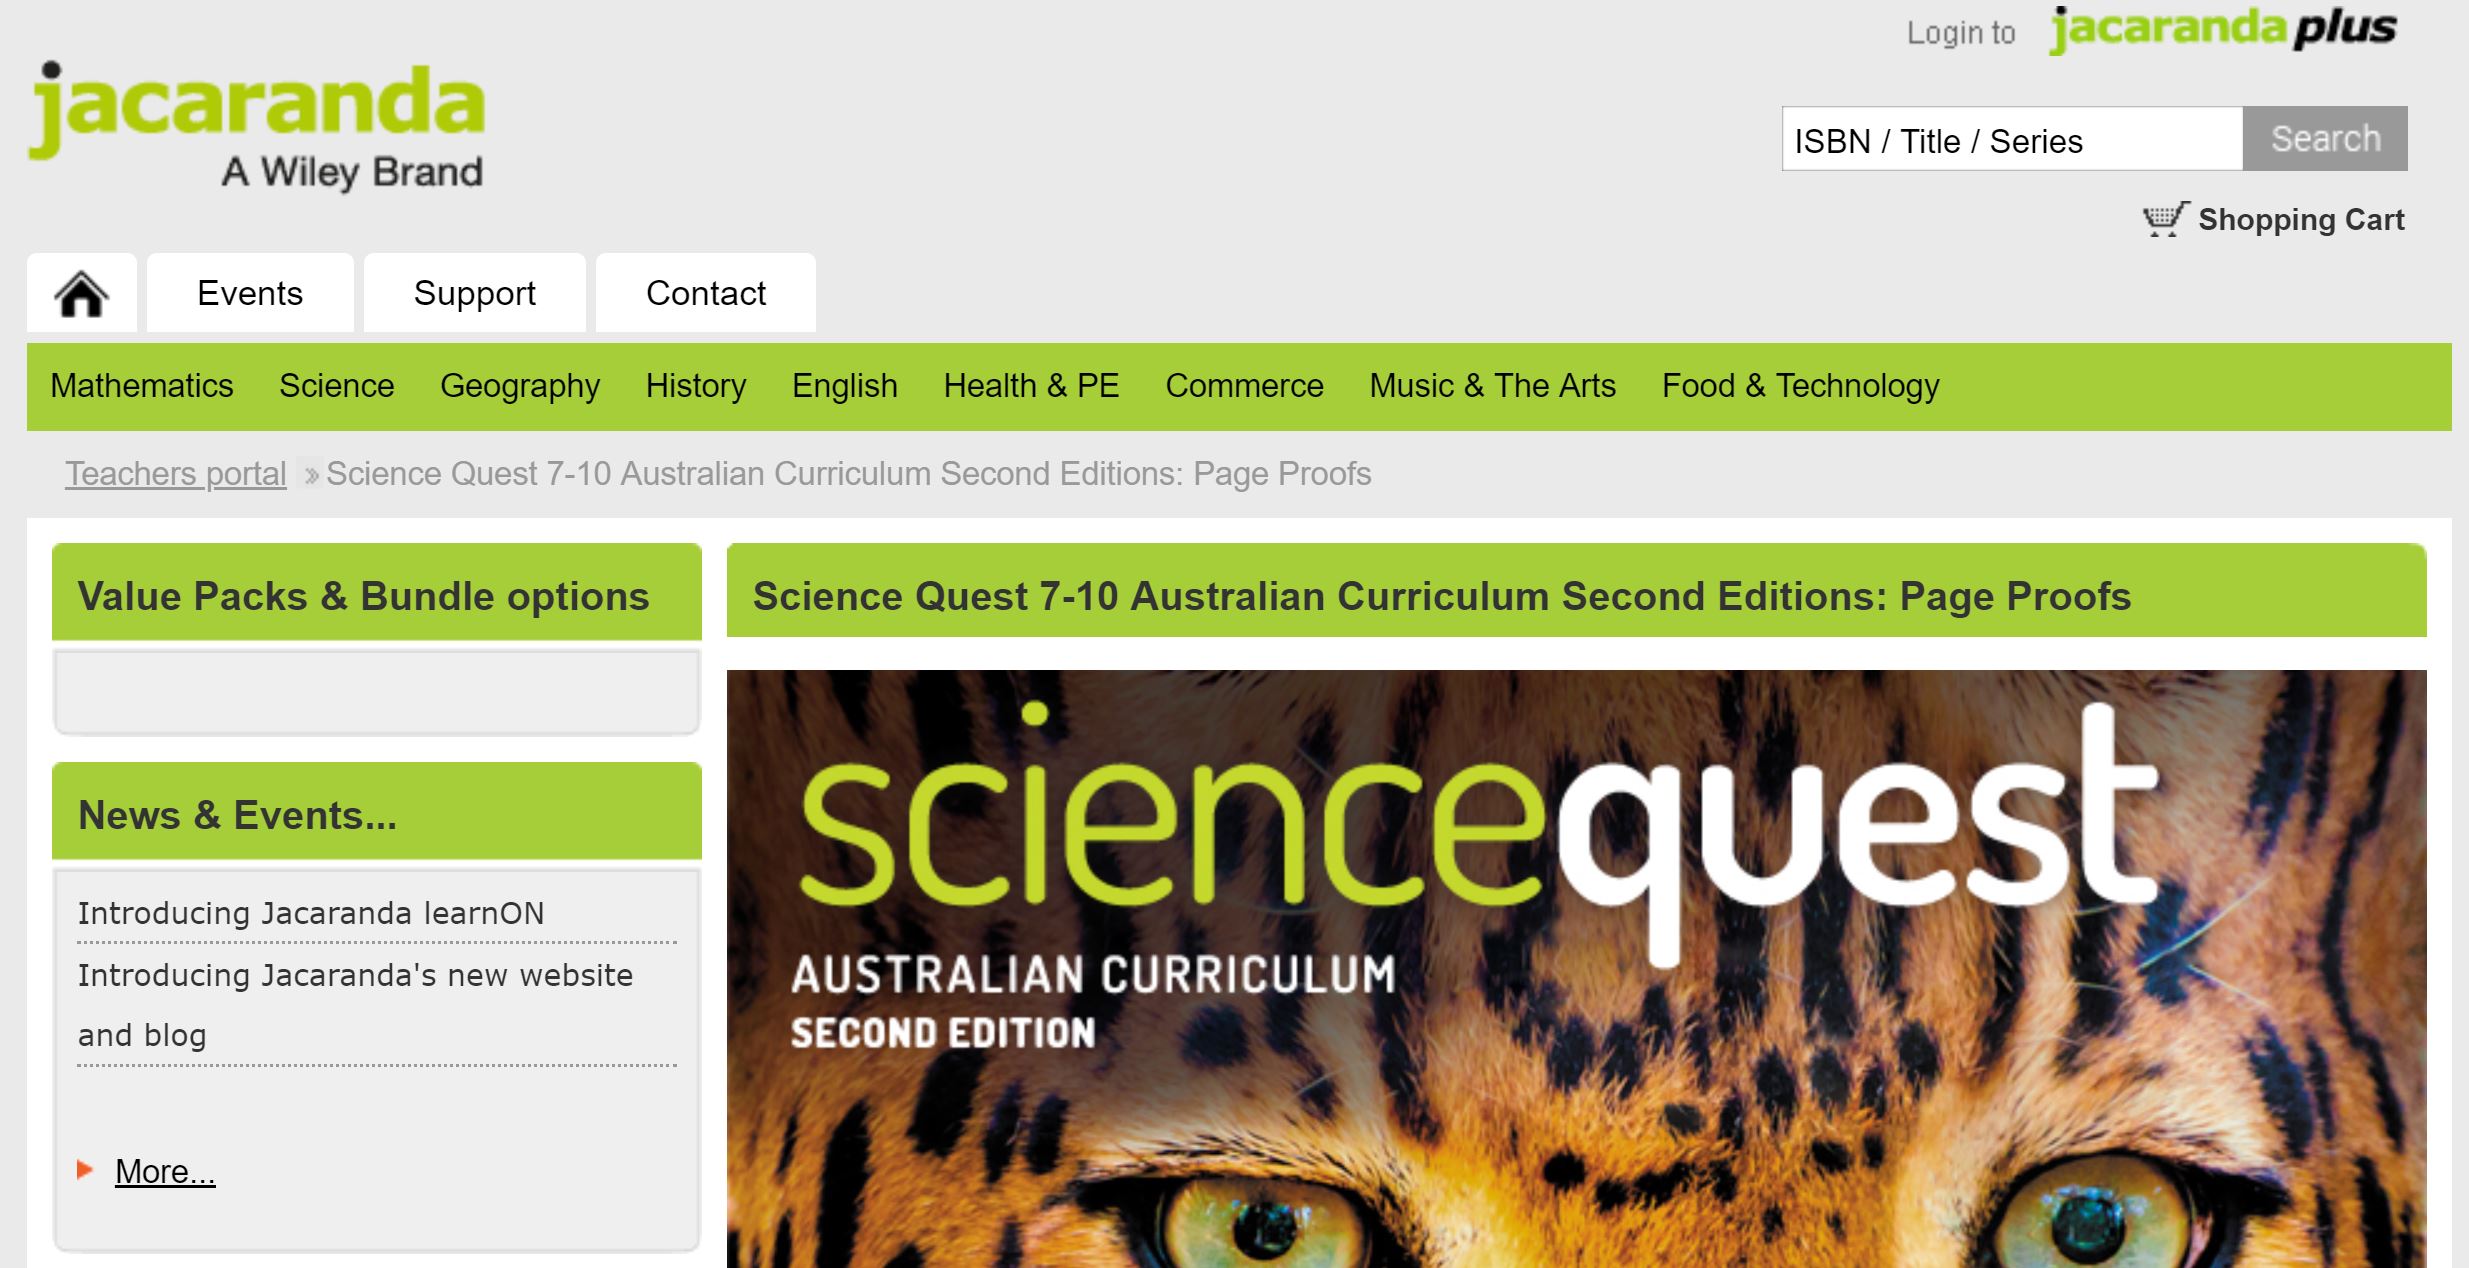 Login to jacaranda plus
jacaranda
A Wiley Brand
ISBN / Title / Series Search
Shopping Cart
Events Support Contact
Mathematics Science Geography History English Health & PE Commerce Music & The Arts Food & Technology
Teachers portal » Science Quest 7-10 Australian Curriculum Second Editions: Page Proofs
Value Packs & Bundle options
News & Events...
Introducing Jacaranda learnON
Introducing Jacaranda's new website
and blog
More...
Science Quest 7-10 Australian Curriculum Second Editions: Page Proofs
sciencequest
AUSTRALIAN CURRICULUM
SECOND EDITION